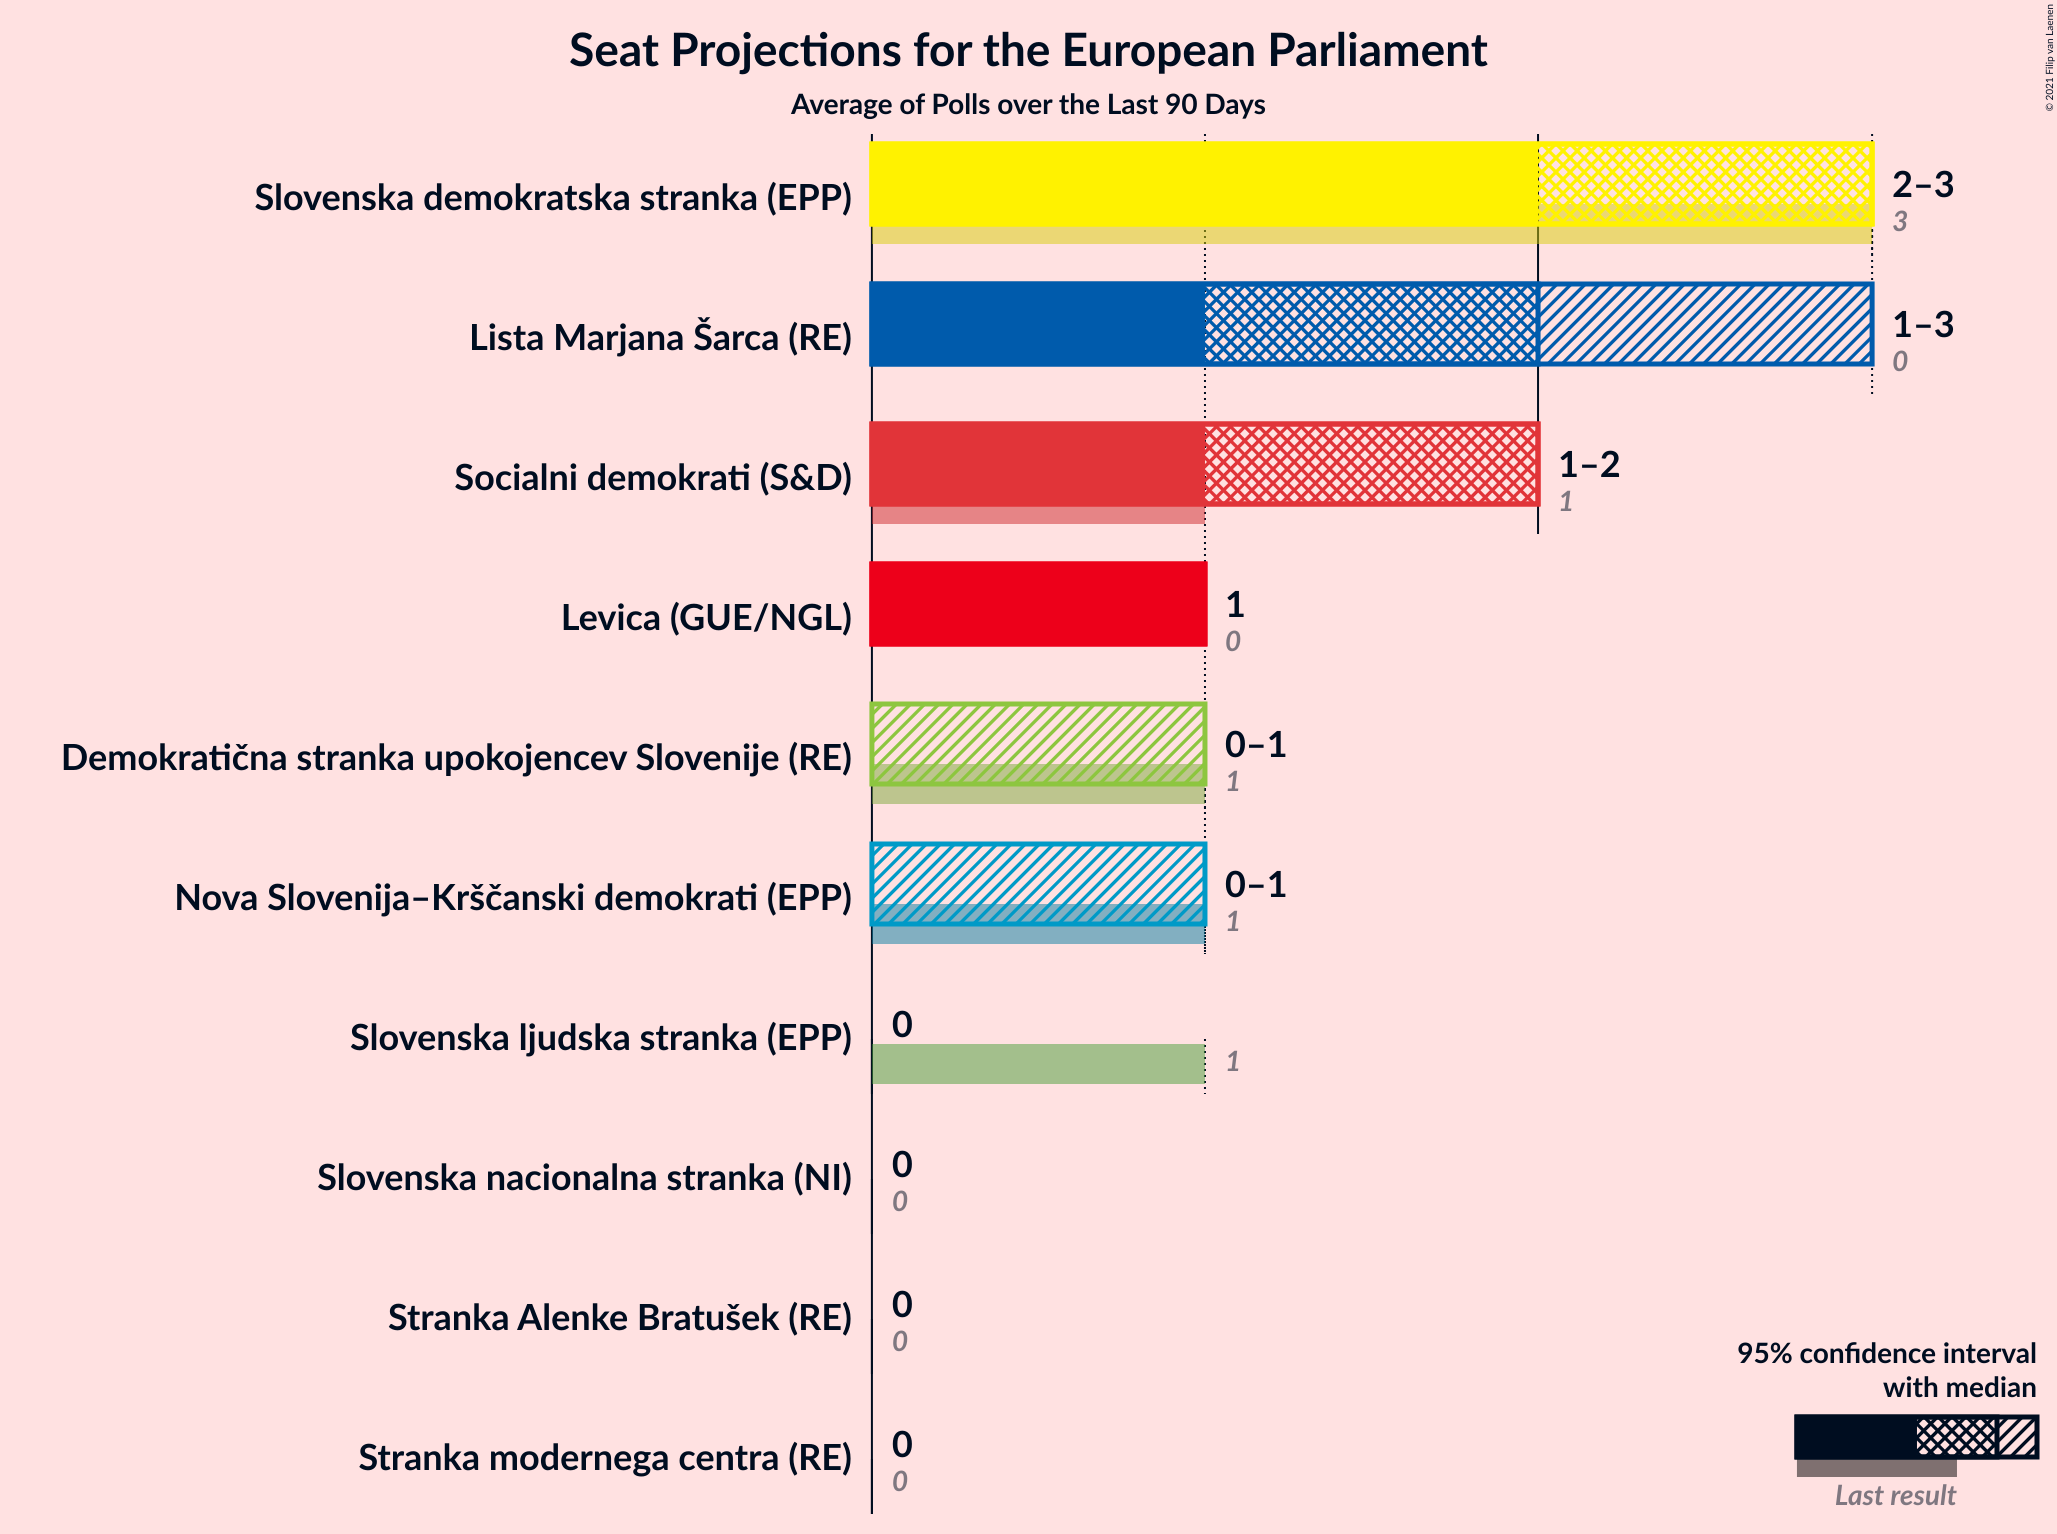 Seat Projections for the European Parliament
Average of Polls over the Last 90 Days
© 2021 Filip van Laenen
Slovenska demokratska stranka (EPP)
2–3
3
Lista Marjana Šarca (RE)
1–3
0
Socialni demokrati (S&D)
1–2
1
Levica (GUE/NGL)
1
0
Demokratična stranka upokojencev Slovenije (RE)
0–1
1
Nova Slovenija–Krščanski demokrati (EPP)
0–1
1
Slovenska ljudska stranka (EPP)
0
1
Slovenska nacionalna stranka (NI)
0
0
Stranka Alenke Bratušek (RE)
0
0
Stranka modernega centra (RE)
0
0
95% confidence interval
with median
Last result